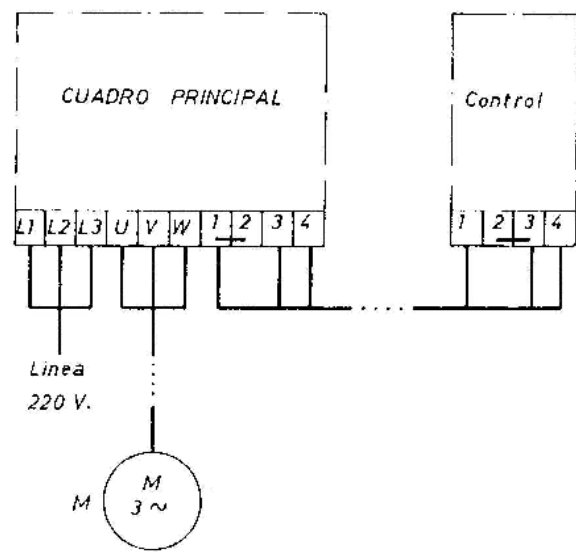 CUADRO PRINCIPAL
Control
L1 L2 L3 U V W 1 2 3 4
1 2 3 4
Linea
220 V.
M
M
3 ~